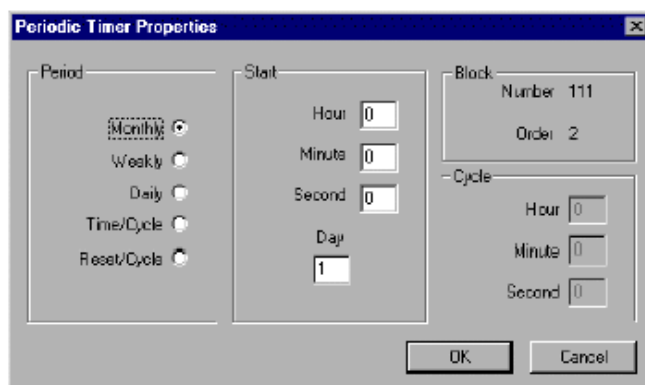 Periodic Timer Properties
Period
Monthly
Weekly
Daily
Time/Cycle
Reset/Cycle
Start
Hour 0
Minute 0
Second 0
Day
1
Block
Number 111
Order 2
Cycle
Hour 0
Minute 0
Second 0
OK Cancel